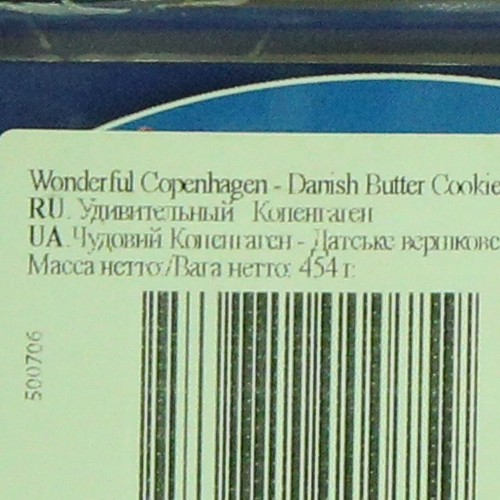 Wonderful Copenhagen - Danish Butter Cookie
RU. Удивительный Копенгаген
UA. Чудовий Копенгаген - Датське вершкове
Масса нетто:/Вага нетто: 454 г.
500706